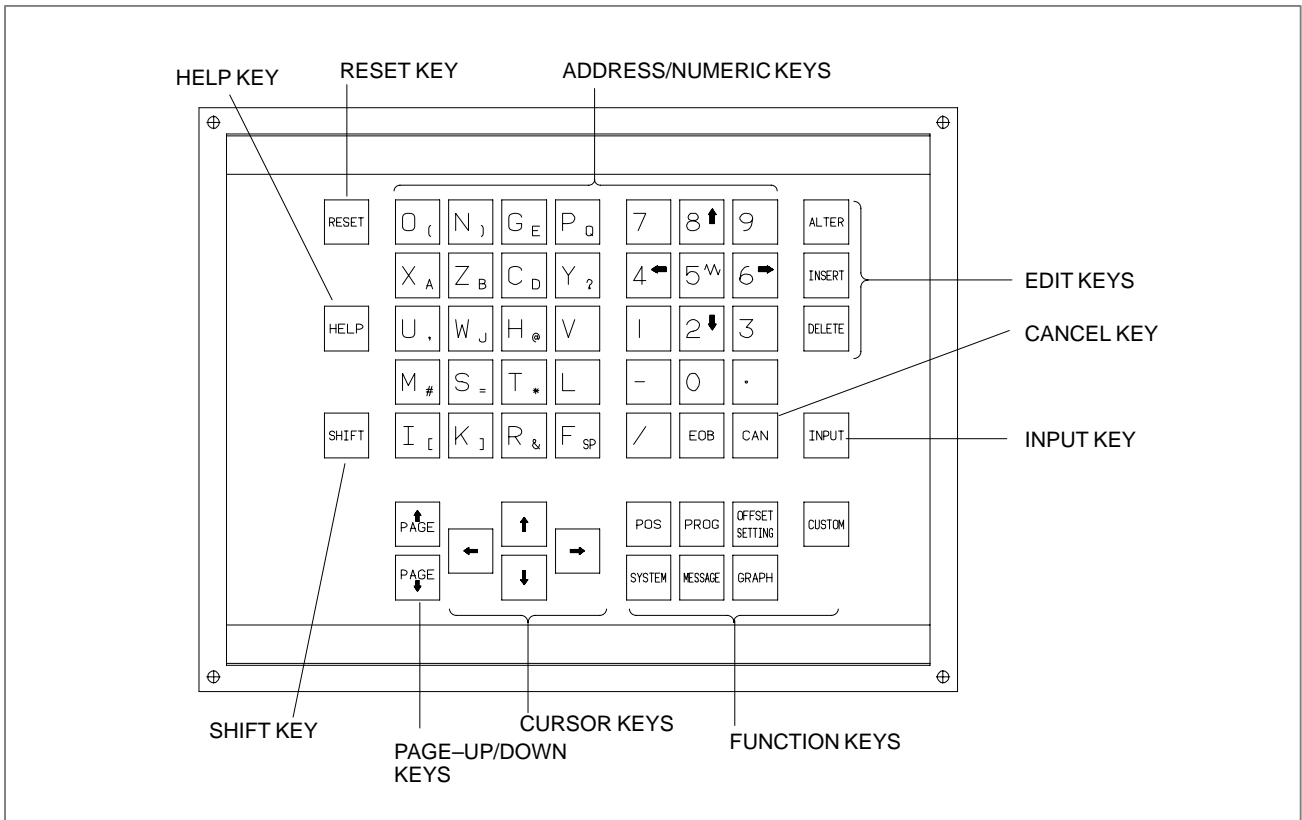 HELP KEY
RESET KEY
ADDRESS/NUMERIC KEYS
RESET
O (
N )
G E
P Q
7
8
9
ALTER
X A
Z B
C D
Y ?
4
5
6
INSERT
EDIT KEYS
HELP
U ,
W J
H @
V
1
2
3
DELETE
CANCEL KEY
M #
S =
T *
L
-
0
.
SHIFT
I [
K ]
R &
F SP
/
EOB
CAN
INPUT
INPUT KEY
PAGE
POS
PROG
OFFSET
SETTING
CUSTOM
PAGE
SYSTEM
MESSAGE
GRAPH
SHIFT KEY
PAGE–UP/DOWN
KEYS
CURSOR KEYS
FUNCTION KEYS